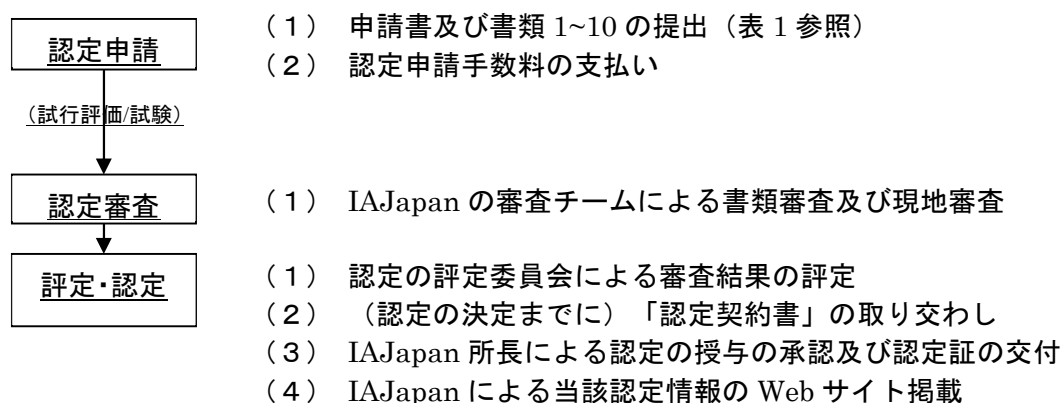 認定申請
（１） 申請書及び書類 1~10 の提出（表 1 参照）
（２） 認定申請手数料の支払い
（試行評価/試験）
認定審査
（１） IAJapan の審査チームによる書類審査及び現地審査
評定・認定
（１） 認定の評定委員会による審査結果の評定
（２） （認定の決定までに）「認定契約書」の取り交わし
（３） IAJapan 所長による認定の授与の承認及び認定証の交付
（４） IAJapan による当該認定情報の Web サイト掲載